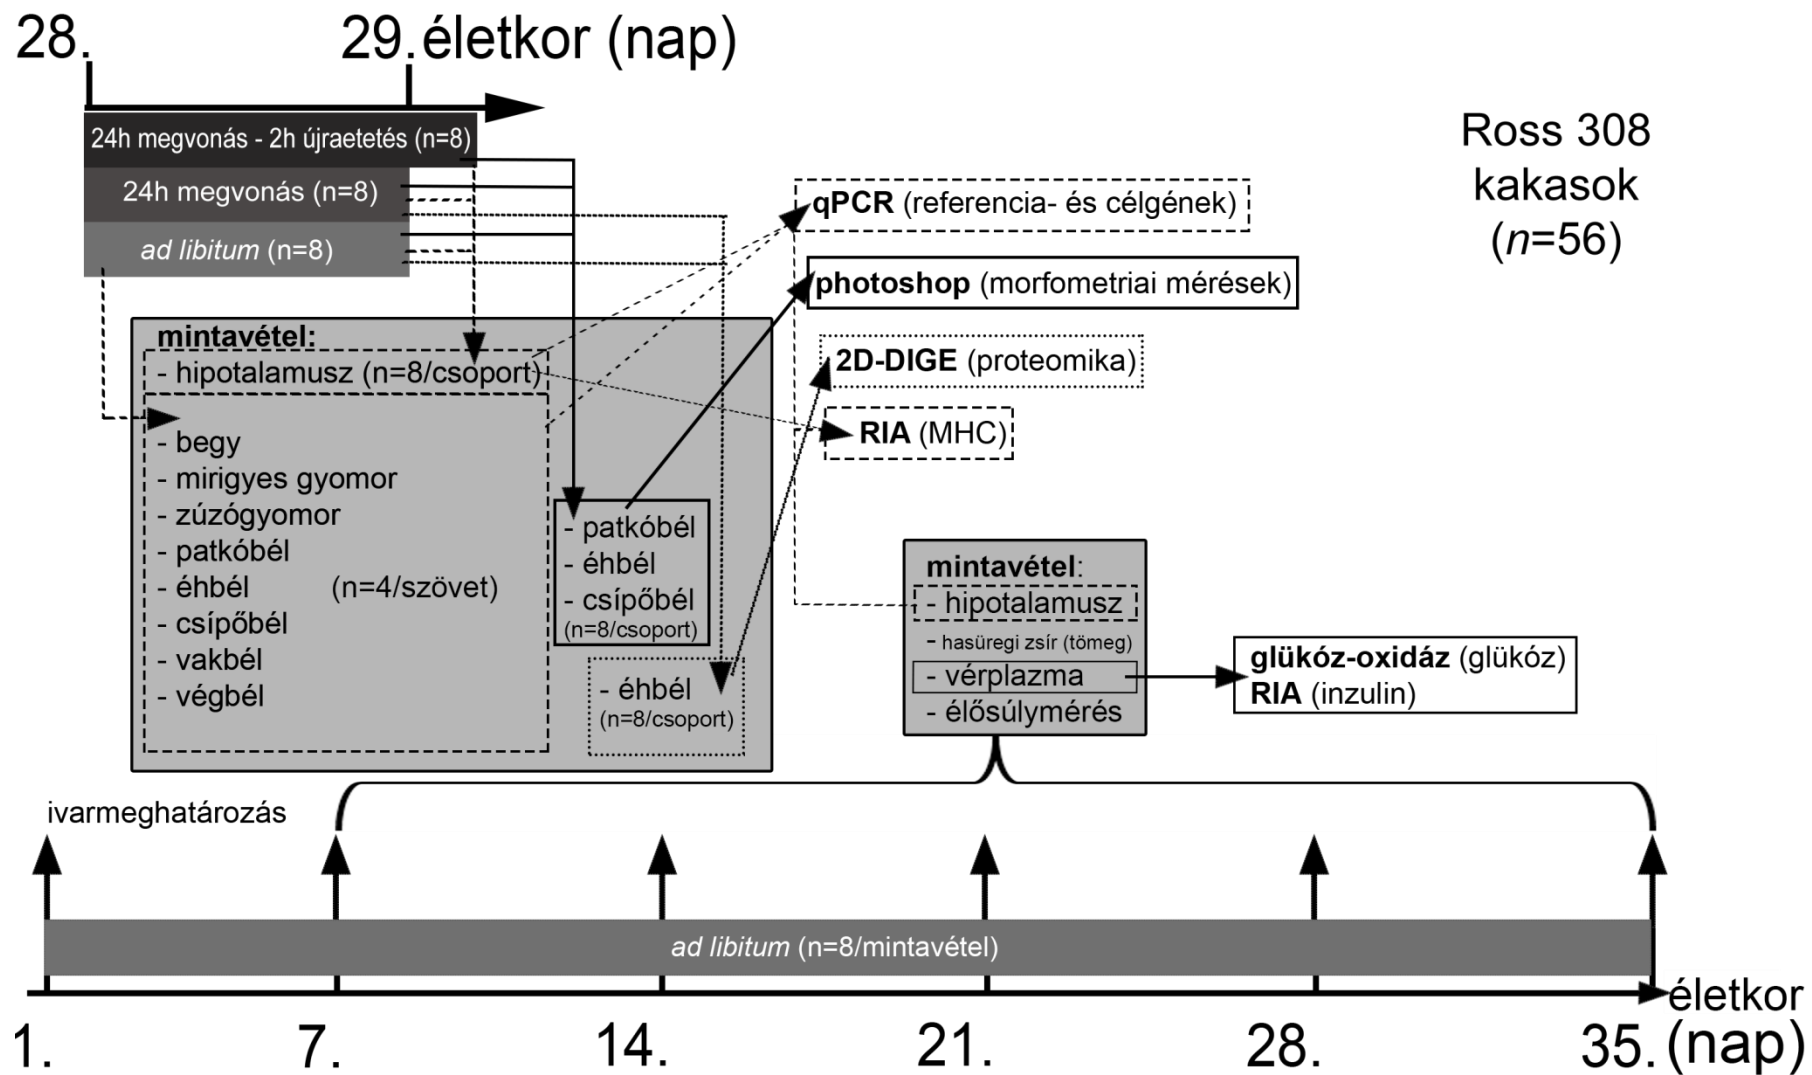 28.
29. életkor (nap)
24h megvonás - 2h újraetetés (n=8)
24h megvonás (n=8)
ad libitum (n=8)
Ross 308
kakasok
(n=56)
qPCR (referencia- és célgének)
photoshop (morfometriai mérések)
2D-DIGE (proteomika)
RIA (MHC)
mintavétel:
- hipotalamusz (n=8/csoport)
- begy
- mirigyes gyomor
- zúzógyomor
- patkóbél
- éhbél (n=4/szövet)
- csípőbél
- vakbél
- végbél
- patkóbél
- éhbél
- csípőbél
(n=8/csoport)
- éhbél
(n=8/csoport)
mintavétel:
- hipotalamusz
- hasüregi zsír (tömeg)
- vérplazma
- élősúlymérés
glükóz-oxidáz (glükóz)
RIA (inzulin)
ivarmeghatározás
ad libitum (n=8/mintavétel)
életkor
(nap)
1. 7. 14. 21. 28. 35.